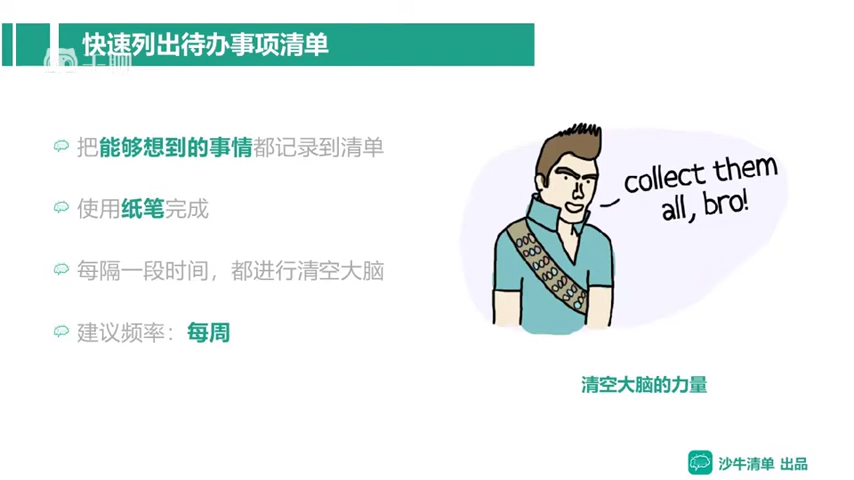 快速列出待办事项清单
把能够想到的事情都记录到清单
使用纸笔完成
每隔一段时间，都进行清空大脑
建议频率：每周
collect them
all, bro!
清空大脑的力量
沙牛清单 出品